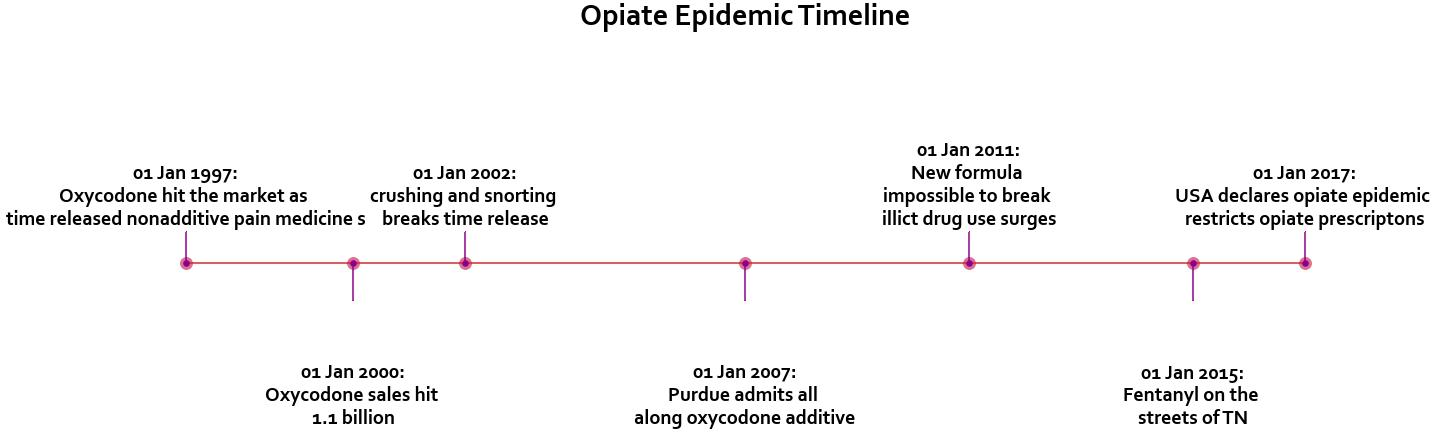 Opiate Epidemic Timeline
01 Jan 1997:
Oxycodone hit the market as
time released nonadditive pain medicine s
01 Jan 2000:
Oxycodone sales hit
1.1 billion
01 Jan 2002:
crushing and snorting
breaks time release
01 Jan 2007:
Purdue admits all
along oxycodone additive
01 Jan 2011:
New formula
impossible to break
illict drug use surges
01 Jan 2015:
Fentanyl on the
streets of TN
01 Jan 2017:
USA declares opiate epidemic
restricts opiate prescriptons